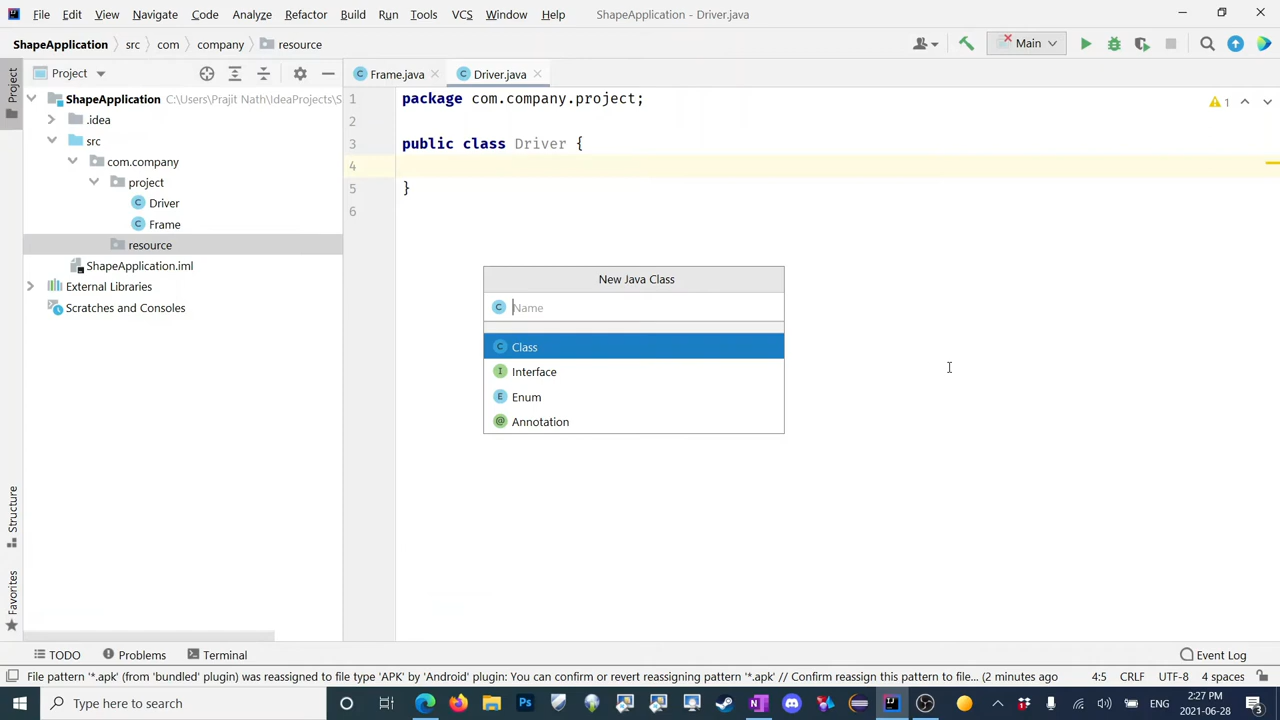 File Edit View Navigate Code Analyze Refactor Build Run Tools VCS Window Help ShapeApplication - Driver.java
ShapeApplication src com company resource Main
Project Frame.java Driver.java
Project
ShapeApplication C:\Users\Prajit Nath\IdeaProjects\S
.idea
src
com.company
project
Driver
Frame
resource
ShapeApplication.iml
External Libraries
Scratches and Consoles
1 package com.company.project;
2
3 public class Driver {
4
5 }
6
1
New Java Class
Name
Class
Interface
Enum
Annotation
Structure
Favorites
TODO Problems Terminal Event Log
File pattern '*.apk' (from 'bundled' plugin) was reassigned to file type 'APK' by 'Android' plugin: You can confirm or revert reassigning pattern '*.apk' // Confirm reassign this pattern to file... (2 minutes ago 4:5 CRLF UTF-8 4 spaces
Type here to search ENG 2:27 PM
2021-06-28 3